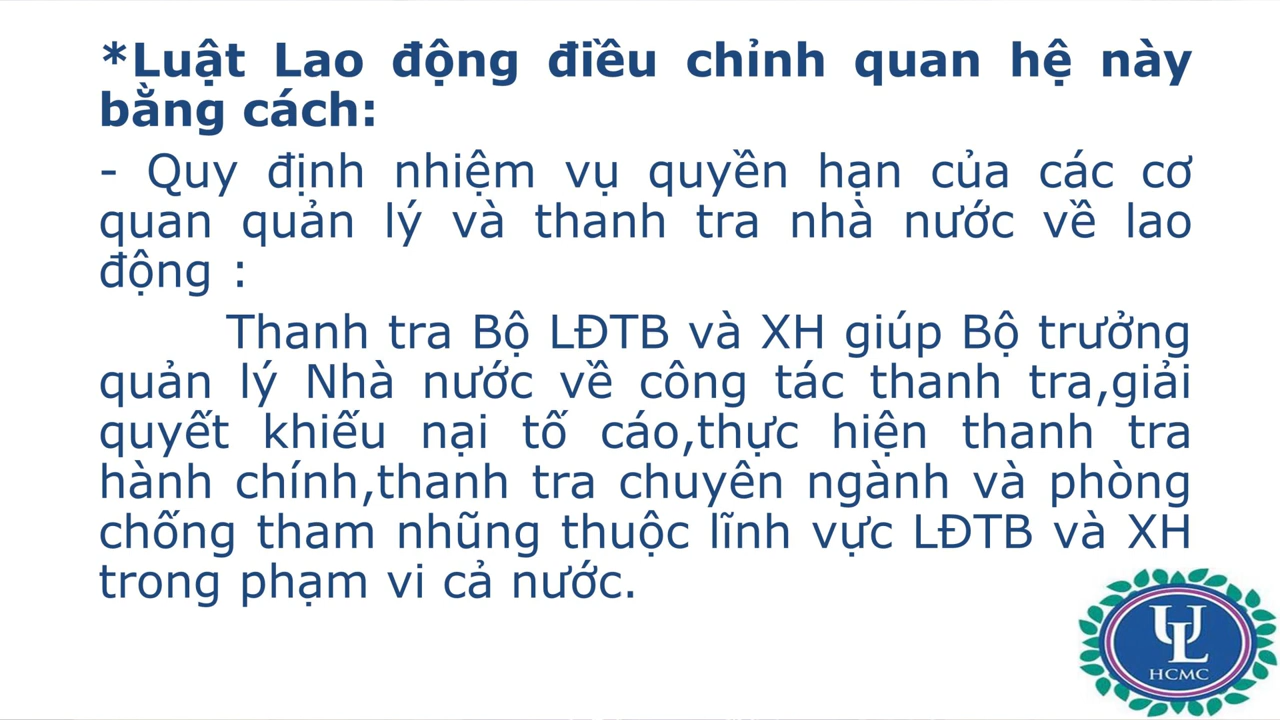 *Luật Lao động điều chỉnh quan hệ này
bằng cách:
- Quy định nhiệm vụ quyền hạn của các cơ
quan quản lý và thanh tra nhà nước về lao
động :
Thanh tra Bộ LĐTB và XH giúp Bộ trưởng
quản lý Nhà nước về công tác thanh tra,giải
quyết khiếu nại tố cáo,thực hiện thanh tra
hành chính,thanh tra chuyên ngành và phòng
chống tham nhũng thuộc lĩnh vực LĐTB và XH
trong phạm vi cả nước.
UL
HCMC